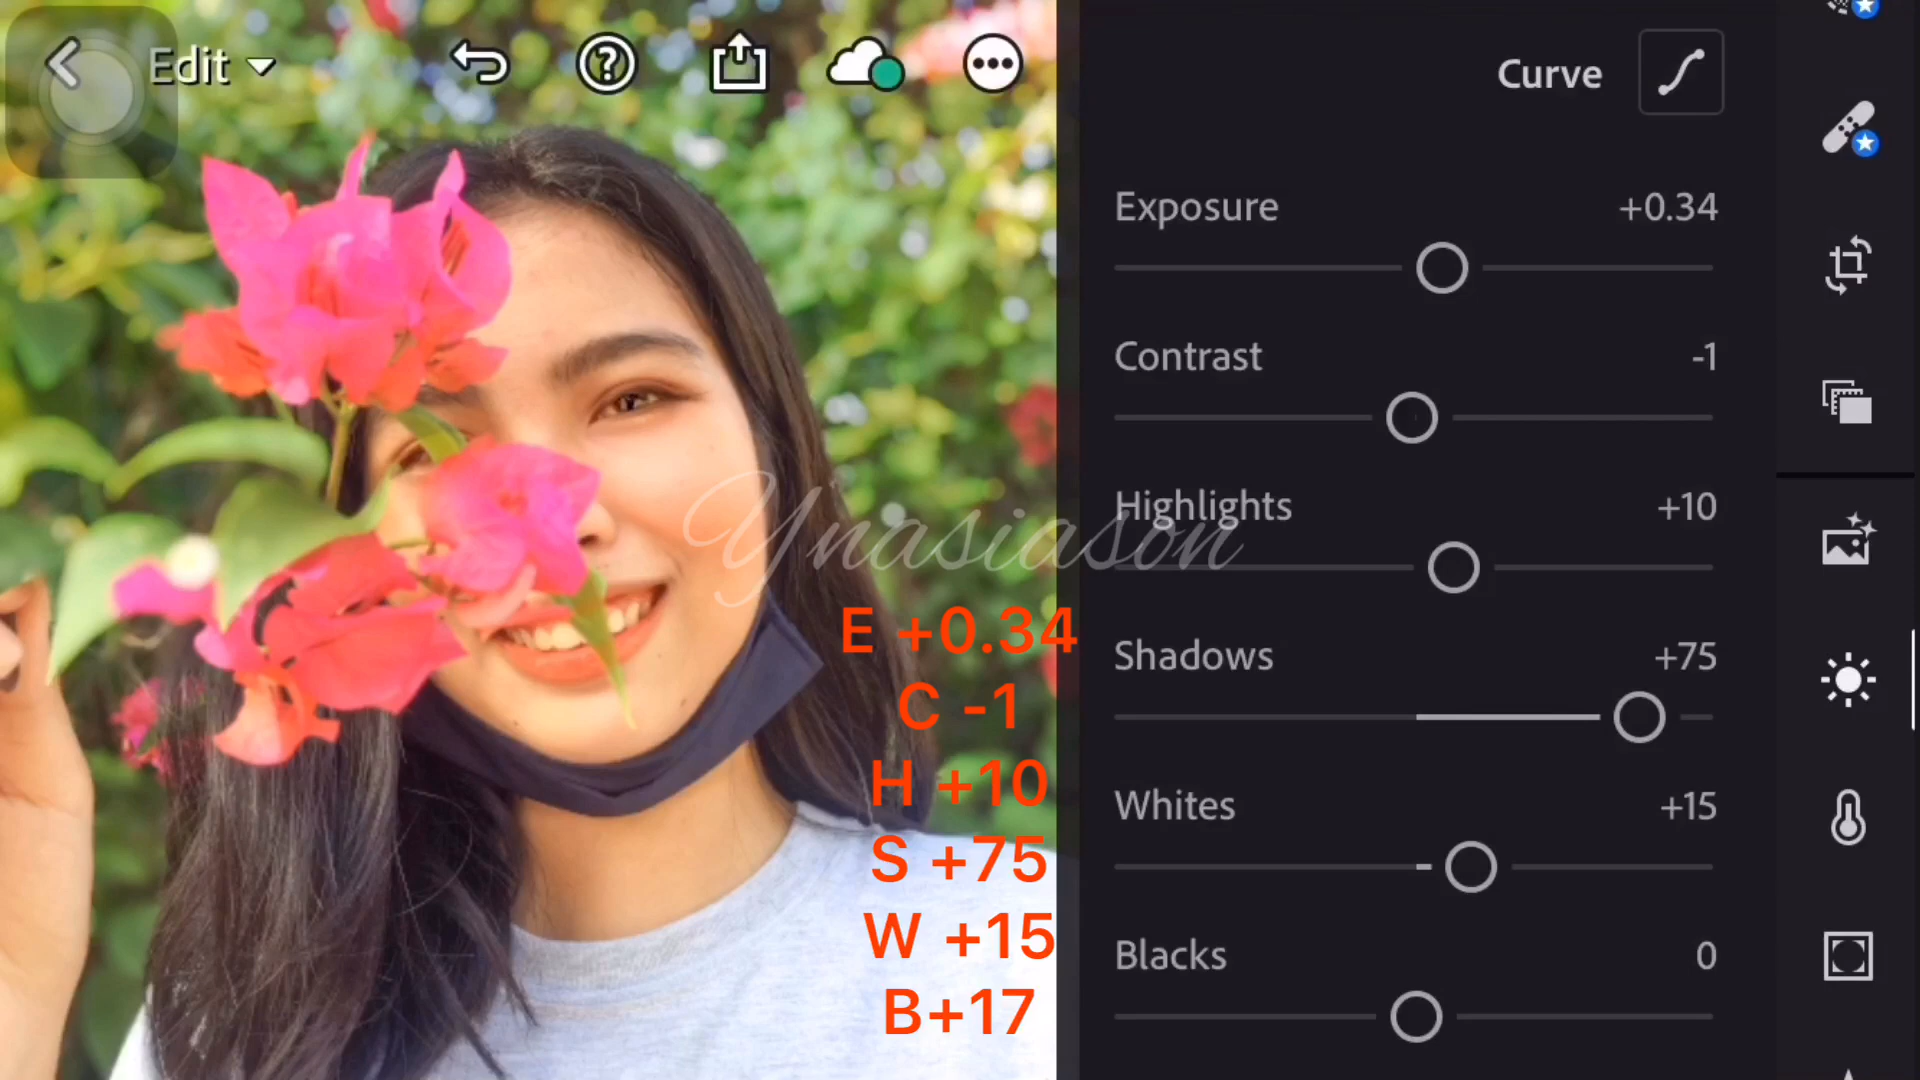 Edit
Curve
Exposure +0.34
Contrast -1
Highlights +10
Shadows +75
Whites +15
Blacks 0
Ynasiason
E +0.34
C -1
H +10
S +75
W +15
B+17